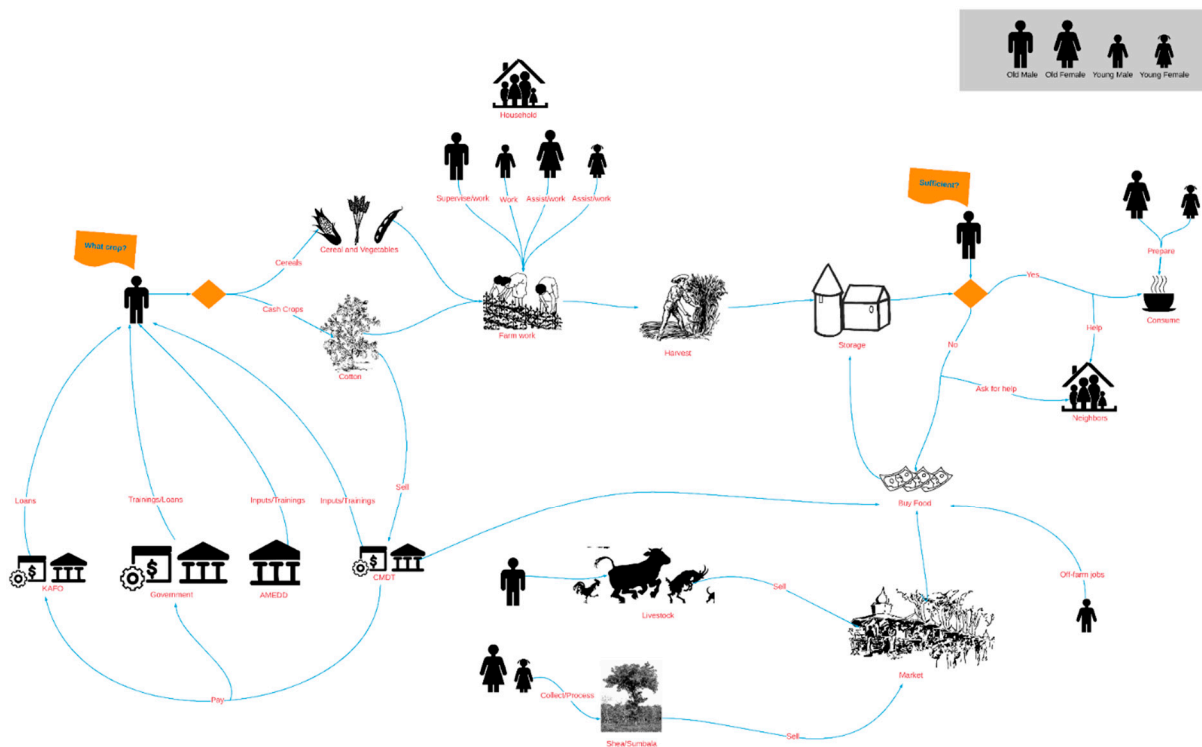 Old Male
Old Female
Young Male
Young Female
Household
Supervise/work
Work
Assist/work
Assist/work
Sufficient?
What crop?
Cereals
Cereal and Vegetables
Cash Crops
Cotton
Farm work
Harvest
Storage
Yes
No
Prepare
Consume
Help
Ask for help
Neighbors
Loans
Trainings/Loans
Inputs/Trainings
Inputs/Trainings
Sell
Buy Food
KAFO
Government
AMEDD
CMDT
Off-farm jobs
Livestock
Sell
Market
Pay
Collect/Process
Shea/Sumbala
Sell